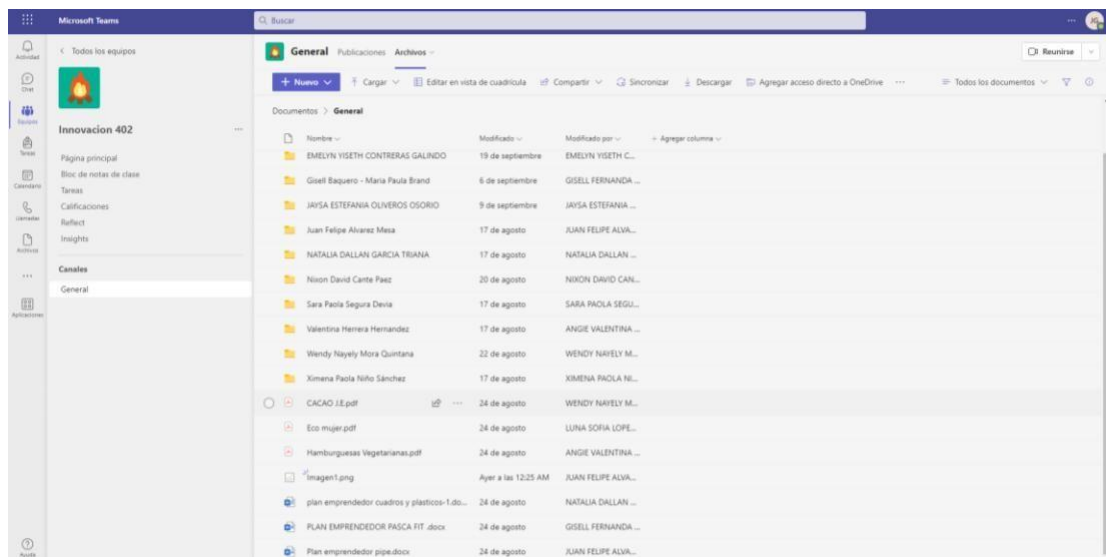 Microsoft Teams
Buscar
JG
Actividad
Chat
Equipos
Tareas
Calendario
Llamadas
Archivos
Aplicaciones
Ayuda
Todos los equipos
Innovacion 402
Página principal
Bloc de notas de clase
Tareas
Calificaciones
Reflect
Insights
Canales
General
General Publicaciones Archivos
Reunirse
Nuevo Cargar Editar en vista de cuadrícula Compartir Sincronizar Descargar Agregar acceso directo a OneDrive Todos los documentos
Documentos > General
Nombre Modificado Modificado por + Agregar columna
EMELYN YISETH CONTRERAS GALINDO 19 de septiembre EMELYN YISETH C...
Gisell Baquero - Maria Paula Brand 6 de septiembre GISELL FERNANDA ...
JAYSA ESTEFANIA OLIVEROS OSORIO 9 de septiembre JAYSA ESTEFANIA ...
Juan Felipe Alvarez Mesa 17 de agosto JUAN FELIPE ALVA...
NATALIA DALLAN GARCIA TRIANA 17 de agosto NATALIA DALLAN ...
Nixon David Cante Paez 20 de agosto NIXON DAVID CAN...
Sara Paola Segura Devia 17 de agosto SARA PAOLA SEGU...
Valentina Herrera Hernandez 17 de agosto ANGIE VALENTINA ...
Wendy Nayely Mora Quintana 22 de agosto WENDY NAYELY M...
Ximena Paola Niño Sánchez 17 de agosto XIMENA PAOLA NI...
CACAO J.E.pdf 24 de agosto WENDY NAYELY M...
Eco mujer.pdf 24 de agosto LUNA SOFIA LOPE...
Hamburguesas Vegetarianas.pdf 24 de agosto ANGIE VALENTINA ...
Imagen1.png Ayer a las 12:25 AM JUAN FELIPE ALVA...
plan emprendedor cuadros y plasticos-1.do... 24 de agosto NATALIA DALLAN ...
PLAN EMPRENDEDOR PASCA FIT .docx 24 de agosto GISELL FERNANDA ...
Plan emprendedor pipe.docx 24 de agosto JUAN FELIPE ALVA...